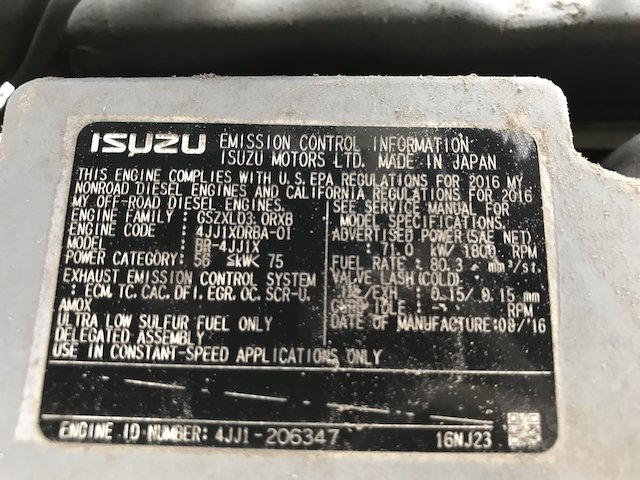 ISUZU EMISSION CONTROL INFORMATION
ISUZU MOTORS LTD. MADE IN JAPAN
THIS ENGINE COMPLIES WITH U.S.EPA REGULATIONS FOR 2016 MY
NONROAD DIESEL ENGINES AND CALIFORNIA REGULATIONS FOR 2016
MY OFF-ROAD DIESEL ENGINES.
ENGINE FAMILY : GSZXL03.0RXB
ENGINE CODE : 4JJ1XDRBA-01
MODEL : BR-4JJ1X
POWER CATEGORY: 56 ≤kW< 75
EXHAUST EMISSION CONTROL SYSTEM
: ECM, TC, CAC, DFI, EGR, OC, SCR-U,
AMOX
ULTRA LOW SULFUR FUEL ONLY
DELEGATED ASSEMBLY
USE IN CONSTANT-SPEED APPLICATIONS ONLY
SEE SERVICE MANUAL FOR
MODEL SPECIFICATIONS.
ADVERTISED POWER(SAE NET)
: 71.0 kW/ 1800 RPM
FUEL RATE : 80.3 mm³/st.
VALVE LASH(COLD)
: 0.15/ 0.15 mm
IDLE : - RPM
DATE OF MANUFACTURE:08/'16
ENGINE ID NUMBER: 4JJ1-206347
16NJ23